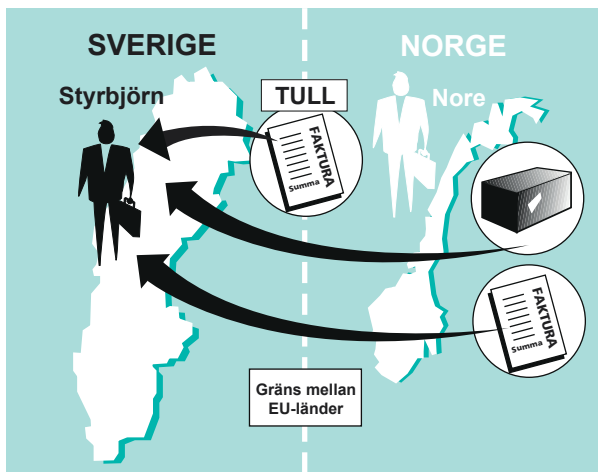 SVERIGE
NORGE
Styrbjörn
TULL
Nore
FAKTURA
Summa
FAKTURA
Summa
Gräns mellan
EU-länder